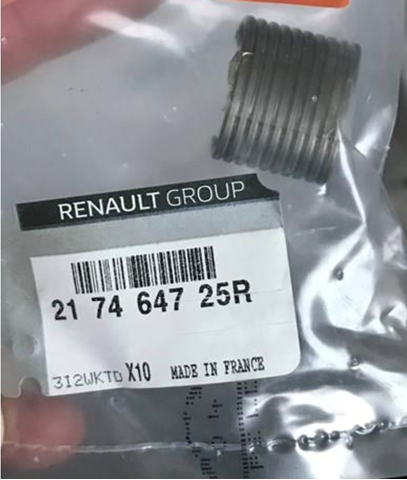 RENAULT GROUP
21 74 647 25R
312WKTD X10 MADE IN FRANCE